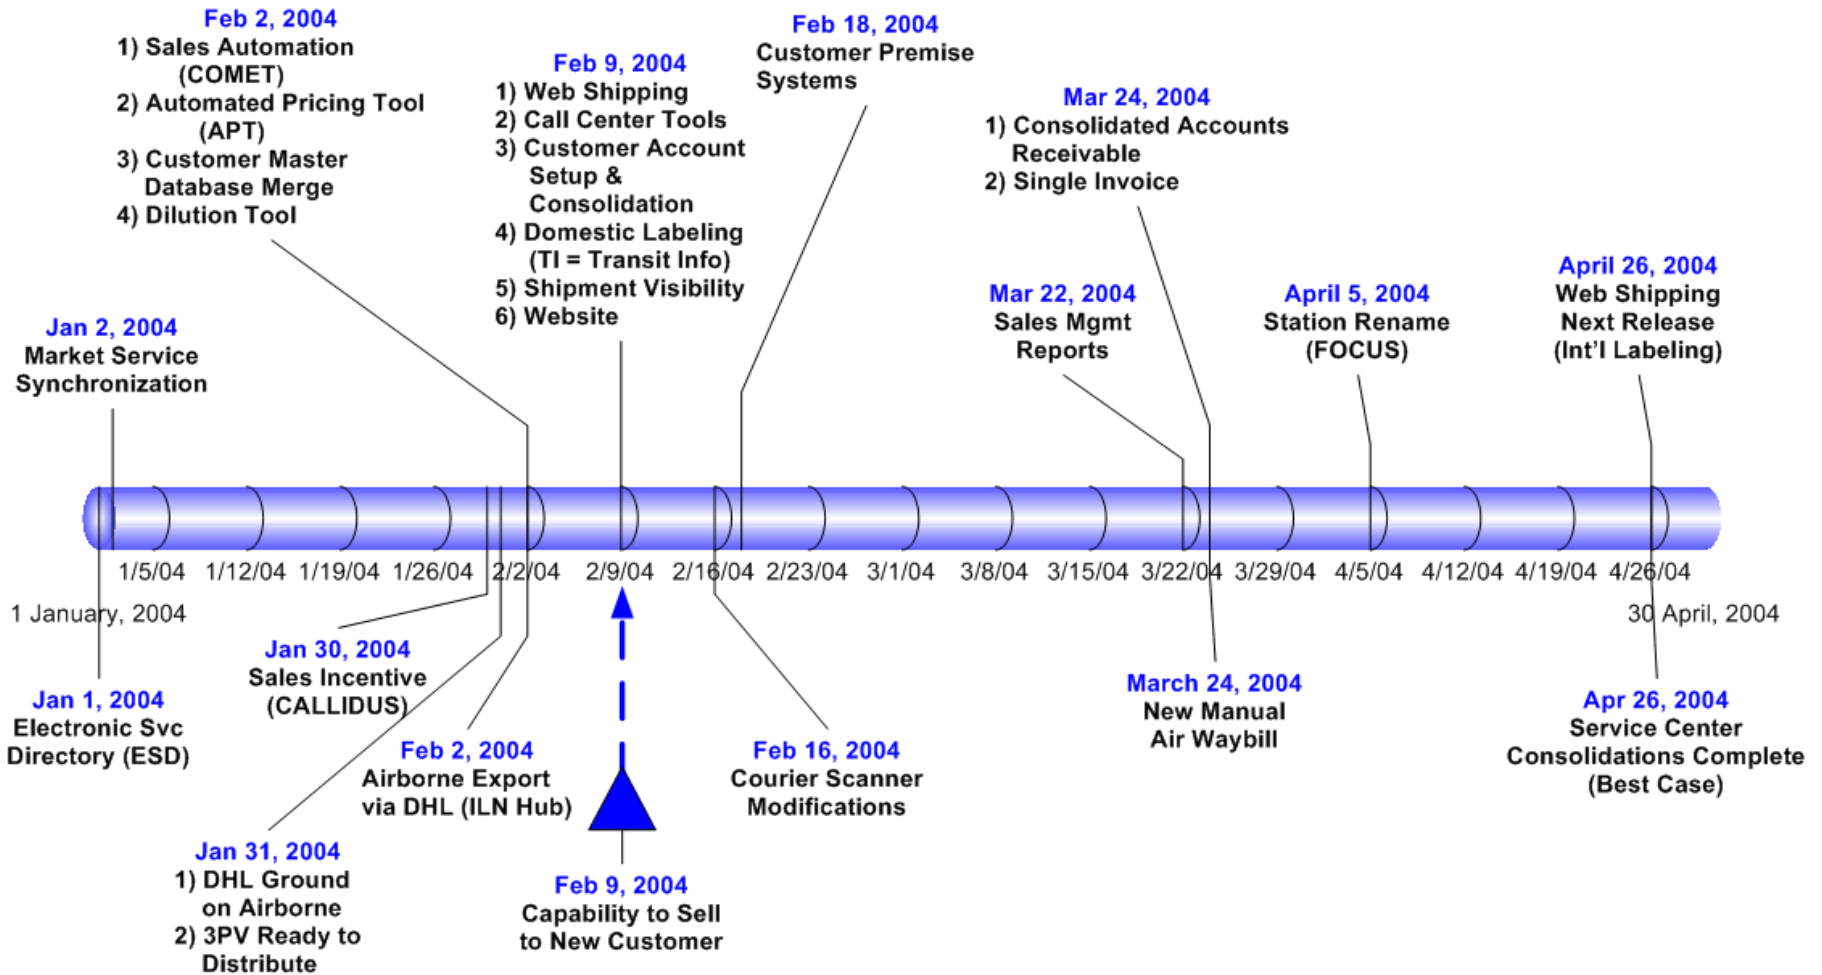 Feb 2, 2004
1) Sales Automation
(COMET)
2) Automated Pricing Tool
(APT)
3) Customer Master
Database Merge
4) Dilution Tool
Feb 9, 2004
1) Web Shipping
2) Call Center Tools
3) Customer Account
Setup &
Consolidation
4) Domestic Labeling
(TI = Transit Info)
5) Shipment Visibility
6) Website
Feb 18, 2004
Customer Premise
Systems
Mar 24, 2004
1) Consolidated Accounts
Receivable
2) Single Invoice
Jan 2, 2004
Market Service
Synchronization
Mar 22, 2004
Sales Mgmt
Reports
April 5, 2004
Station Rename
(FOCUS)
April 26, 2004
Web Shipping
Next Release
(Int'l Labeling)
1/5/04 1/12/04 1/19/04 1/26/04 2/2/04 2/9/04 2/16/04 2/23/04 3/1/04 3/8/04 3/15/04 3/22/04 3/29/04 4/5/04 4/12/04 4/19/04 4/26/04
1 January, 2004
30 April, 2004
Jan 1, 2004
Electronic Svc
Directory (ESD)
Jan 30, 2004
Sales Incentive
(CALLIDUS)
Jan 31, 2004
1) DHL Ground
on Airborne
2) 3PV Ready to
Distribute
Feb 2, 2004
Airborne Export
via DHL (ILN Hub)
Feb 9, 2004
Capability to Sell
to New Customer
Feb 16, 2004
Courier Scanner
Modifications
March 24, 2004
New Manual
Air Waybill
Apr 26, 2004
Service Center
Consolidations Complete
(Best Case)